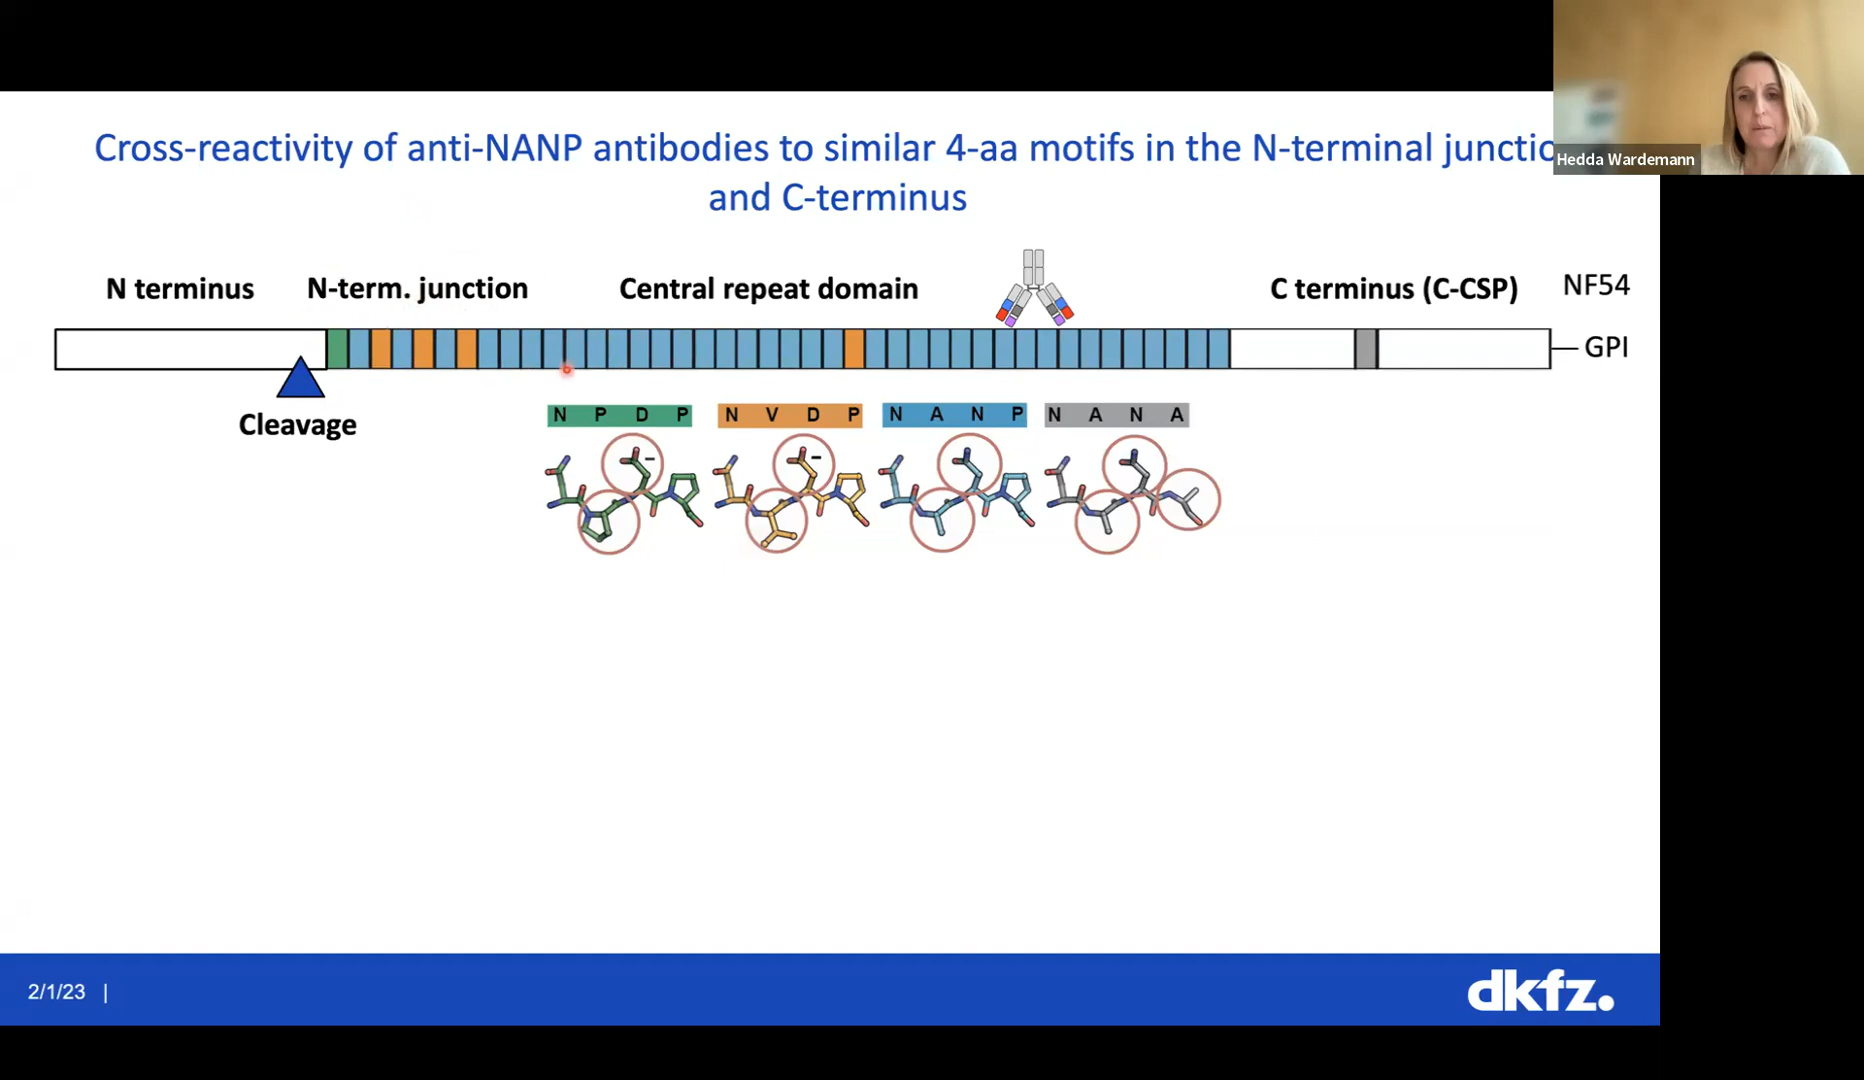 Cross-reactivity of anti-NANP antibodies to similar 4-aa motifs in the N-terminal junctio
and C-terminus
Hedda Wardemann
N terminus
N-term. junction
Central repeat domain
C terminus (C-CSP)
NF54
GPI
Cleavage
N P D P
N V D P
N A N P
N A N A
-
-
2/1/23 |
dkfz.